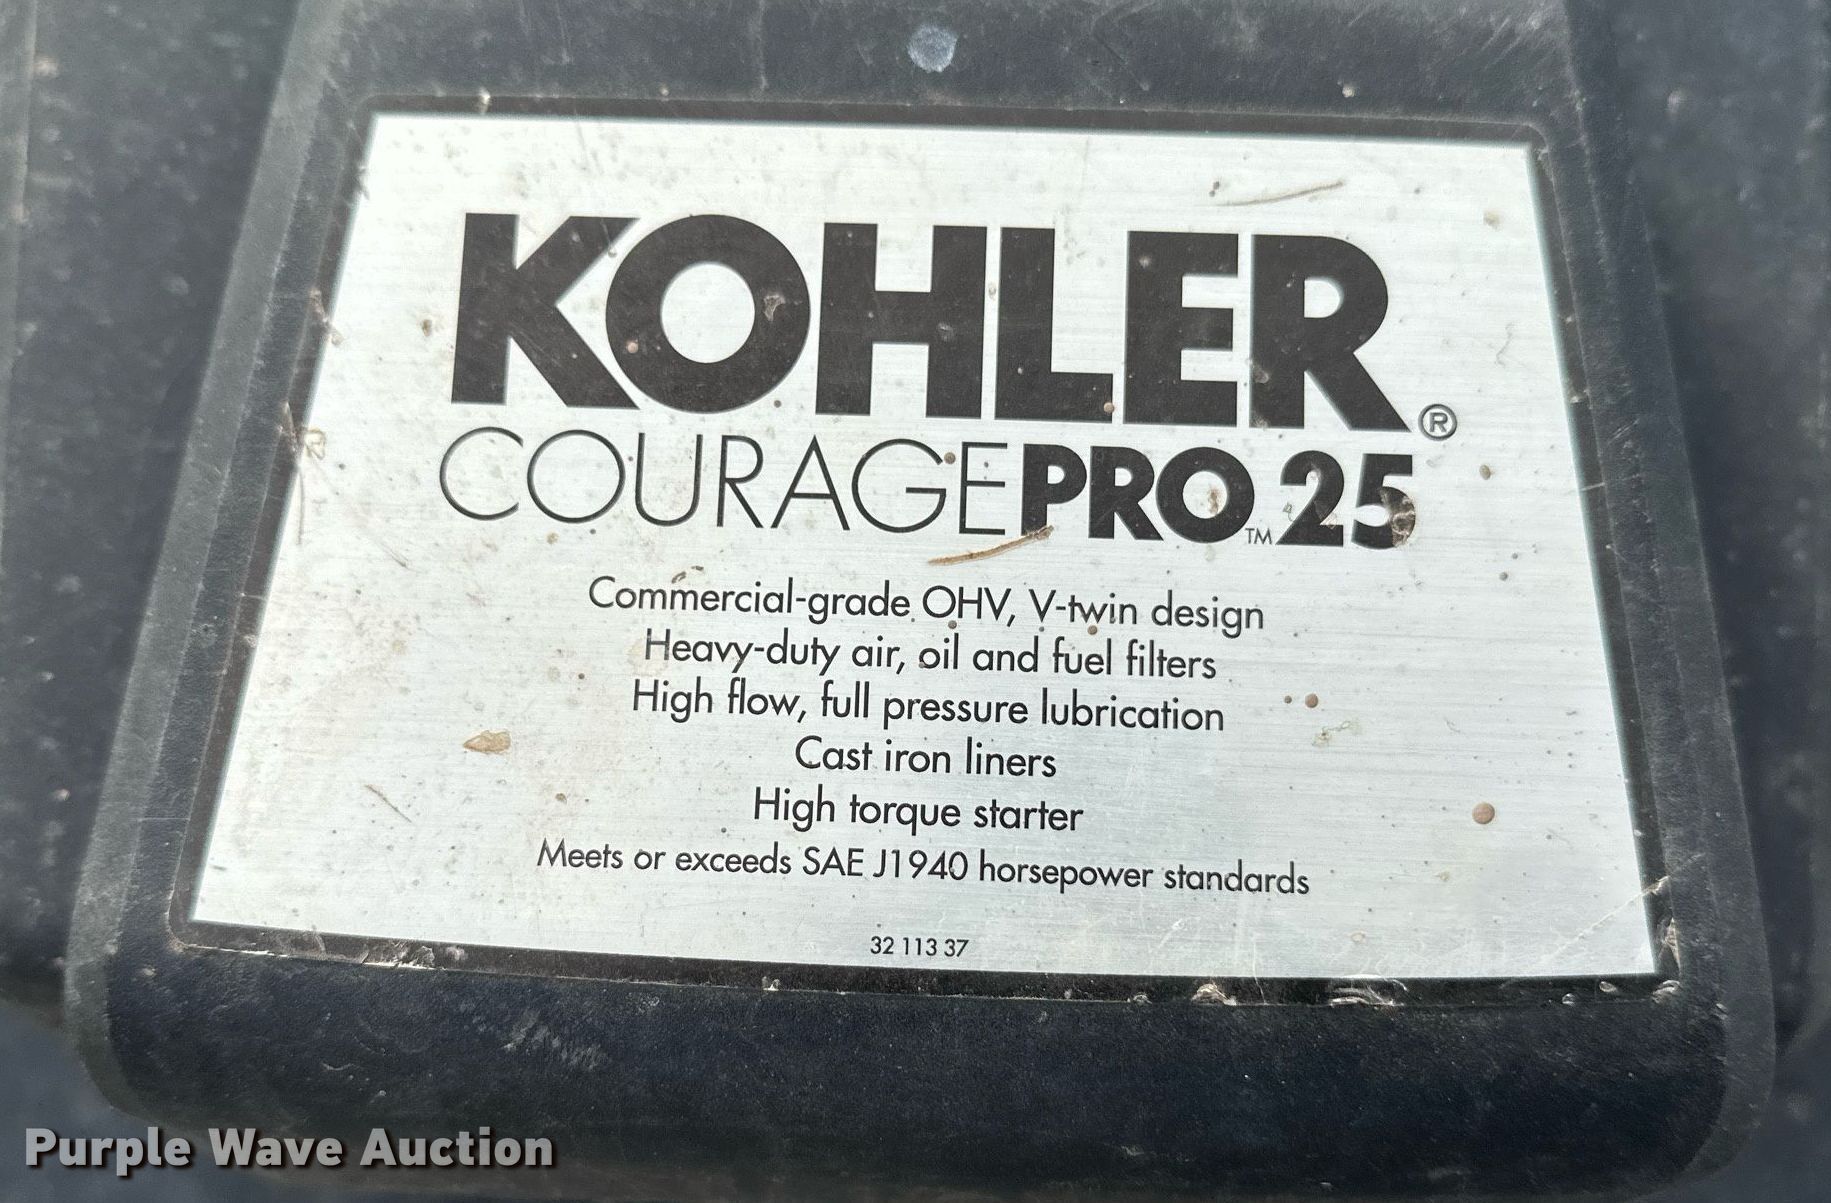 KOHLER®
COURAGEPRO™25
Commercial-grade OHV, V-twin design
Heavy-duty air, oil and fuel filters
High flow, full pressure lubrication
Cast iron liners
High torque starter
Meets or exceeds SAE J1940 horsepower standards
32 113 37
Purple Wave Auction